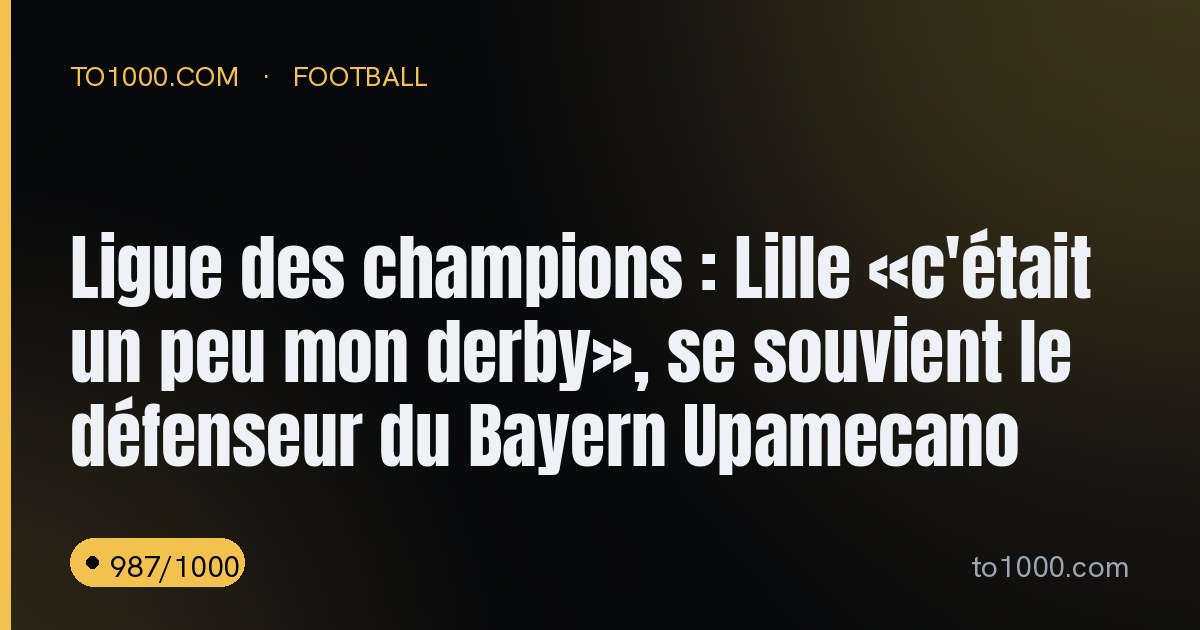 TO1000.COM · FOOTBALL
Ligue des champions : Lille «c'était
un peu mon derby», se souvient le
défenseur du Bayern Upamecano
987/1000
to1000.com